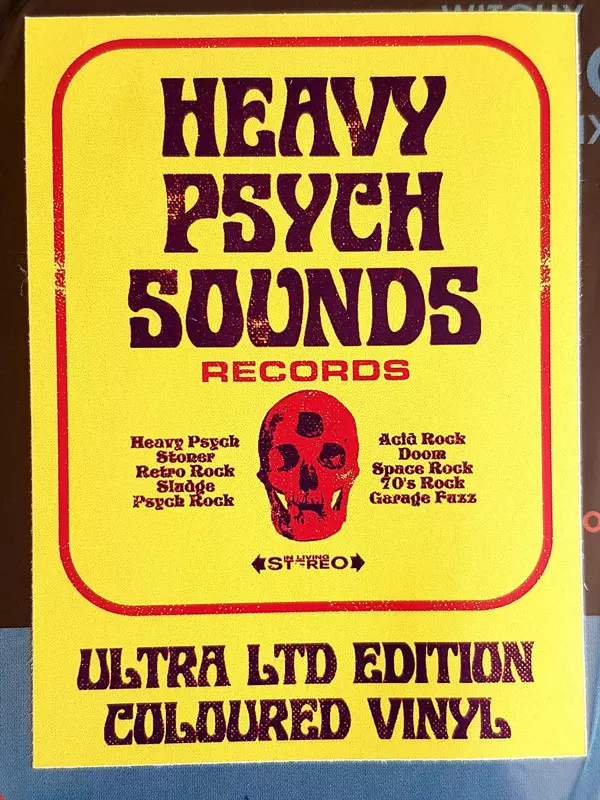 HEAVY
PSYCH
SOUNDS
RECORDS
Heavy Psych
Stoner
Retro Rock
Sludge
Psych Rock
Acid Rock
Doom
Space Rock
70's Rock
Garage Fuzz
IN LIVING
STEREO
ULTRA LTD EDITION
COLOURED VINYL